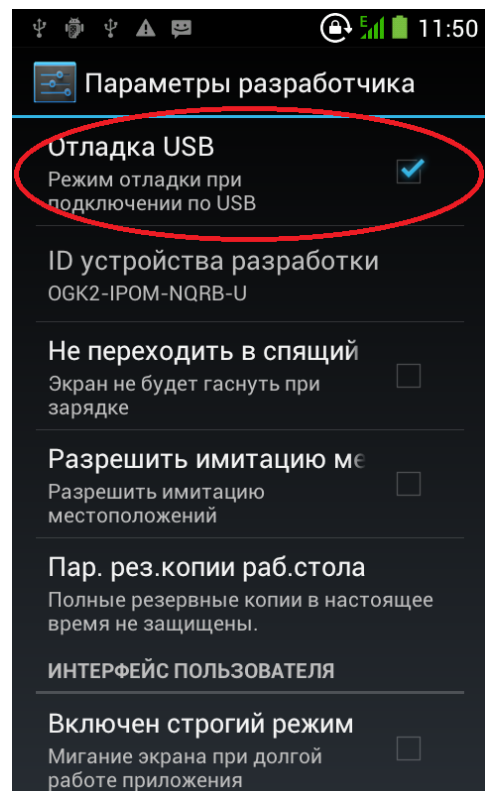 E 11:50
Параметры разработчика
Отладка USB
Режим отладки при
подключении по USB
ID устройства разработки
OGK2-IPOM-NQRB-U
Не переходить в спящий
Экран не будет гаснуть при
зарядке
Разрешить имитацию ме
Разрешить имитацию
местоположений
Пар. рез.копии раб.стола
Полные резервные копии в настоящее
время не защищены.
ИНТЕРФЕЙС ПОЛЬЗОВАТЕЛЯ
Включен строгий режим
Мигание экрана при долгой
работе приложения